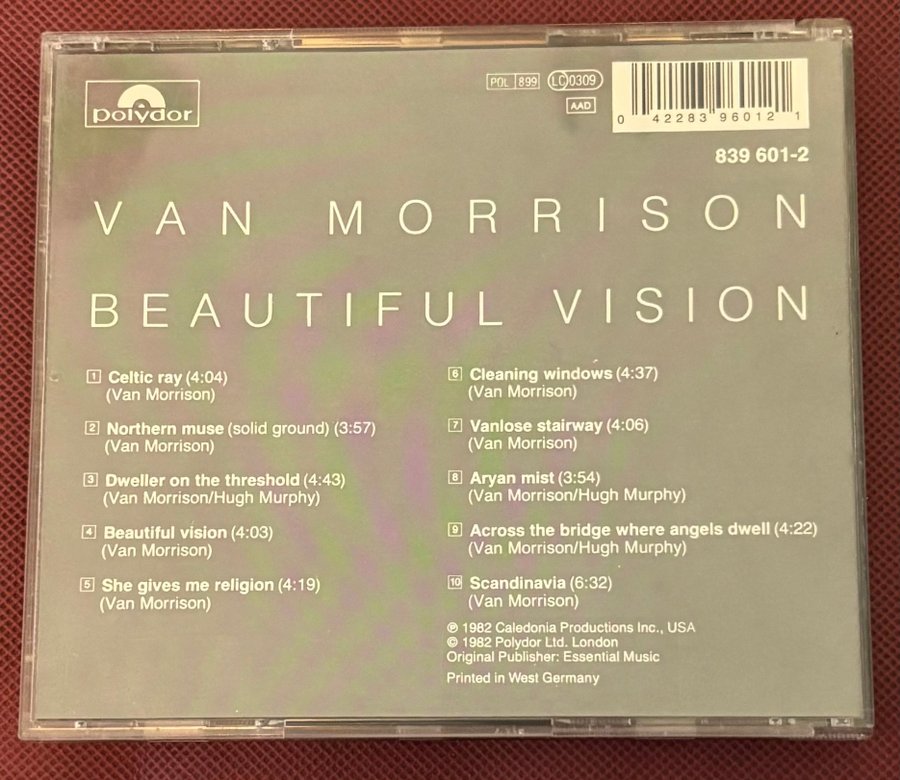 polydor
POL 899 LC 0309
AAD
0 42283 96012 1
839 601-2
VAN MORRISON
BEAUTIFUL VISION
1 Celtic ray (4:04)
(Van Morrison)
2 Northern muse (solid ground) (3:57)
(Van Morrison)
3 Dweller on the threshold (4:43)
(Van Morrison/Hugh Murphy)
4 Beautiful vision (4:03)
(Van Morrison)
5 She gives me religion (4:19)
(Van Morrison)
6 Cleaning windows (4:37)
(Van Morrison)
7 Vanlose stairway (4:06)
(Van Morrison)
8 Aryan mist (3:54)
(Van Morrison/Hugh Murphy)
9 Across the bridge where angels dwell (4:22)
(Van Morrison/Hugh Murphy)
10 Scandinavia (6:32)
(Van Morrison)
℗ 1982 Caledonia Productions Inc., USA
© 1982 Polydor Ltd. London
Original Publisher: Essential Music
Printed in West Germany